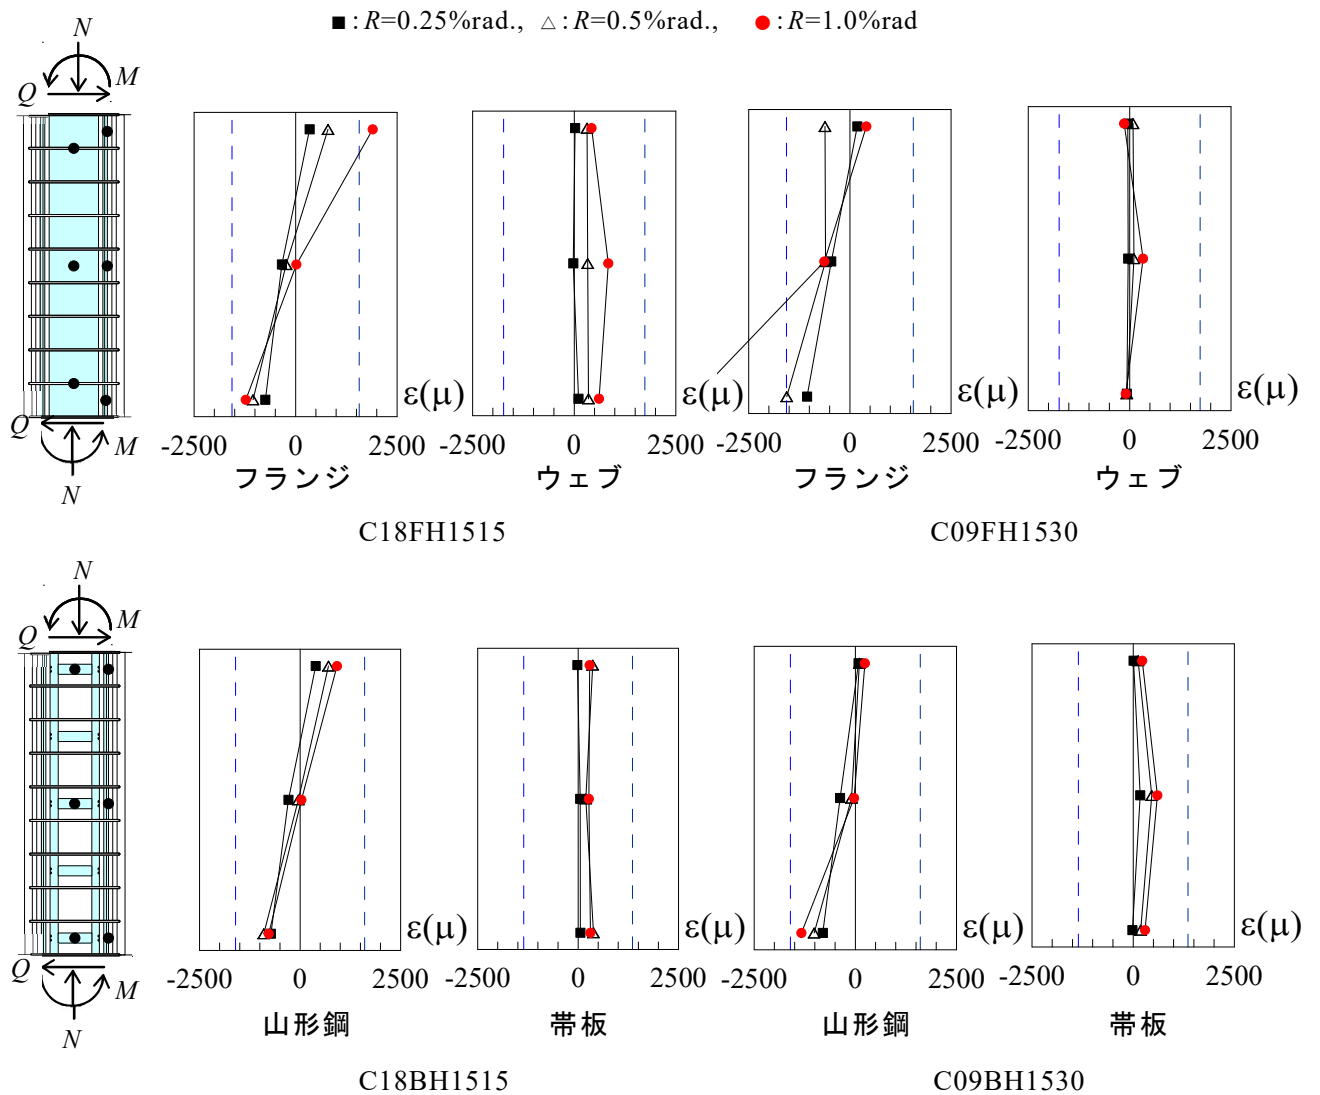 ■ : R=0.25%rad., △ : R=0.5%rad., ● : R=1.0%rad
N
Q M
ε(μ) ε(μ) ε(μ) ε(μ)
Q M
N
-2500 0 2500 -2500 0 2500 -2500 0 2500 -2500 0 2500
フランジ ウェブ フランジ ウェブ
C18FH1515 C09FH1530
N
Q M
ε(μ) ε(μ) ε(μ) ε(μ)
Q M
N
-2500 0 2500 -2500 0 2500 -2500 0 2500 -2500 0 2500
山形鋼 帯板 山形鋼 帯板
C18BH1515 C09BH1530